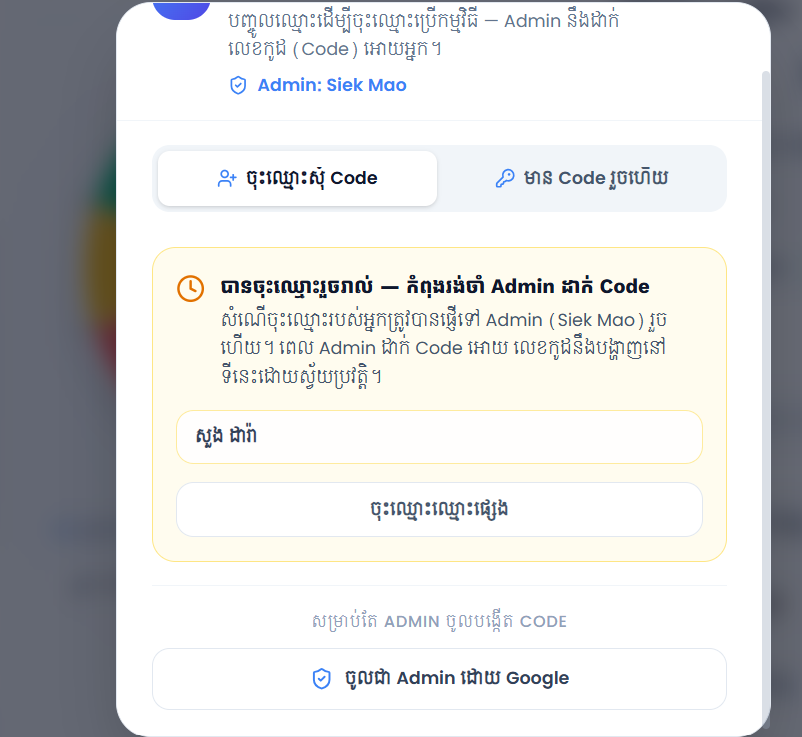 បញ្ចូលឈ្មោះដើម្បីចុះឈ្មោះប្រើកម្មវិធី — Admin នឹងដាក់
លេខកូដ (Code) អោយអ្នក។
Admin: Siek Mao
ចុះឈ្មោះសុំ Code
មាន Code រួចហើយ
បានចុះឈ្មោះរួចរាល់ — កំពុងរង់ចាំ Admin ដាក់ Code
សំណើចុះឈ្មោះរបស់អ្នកត្រូវបានផ្ញើទៅ Admin (Siek Mao) រួច
ហើយ។ ពេល Admin ដាក់ Code អោយ លេខកូដនឹងបង្ហាញនៅ
ទីនេះដោយស្វ័យប្រវត្តិ។
សួង ដារ៉ា
ចុះឈ្មោះឈ្មោះផ្សេង
សម្រាប់តែ ADMIN ចូលបង្កើត CODE
ចូលជា Admin ដោយ Google